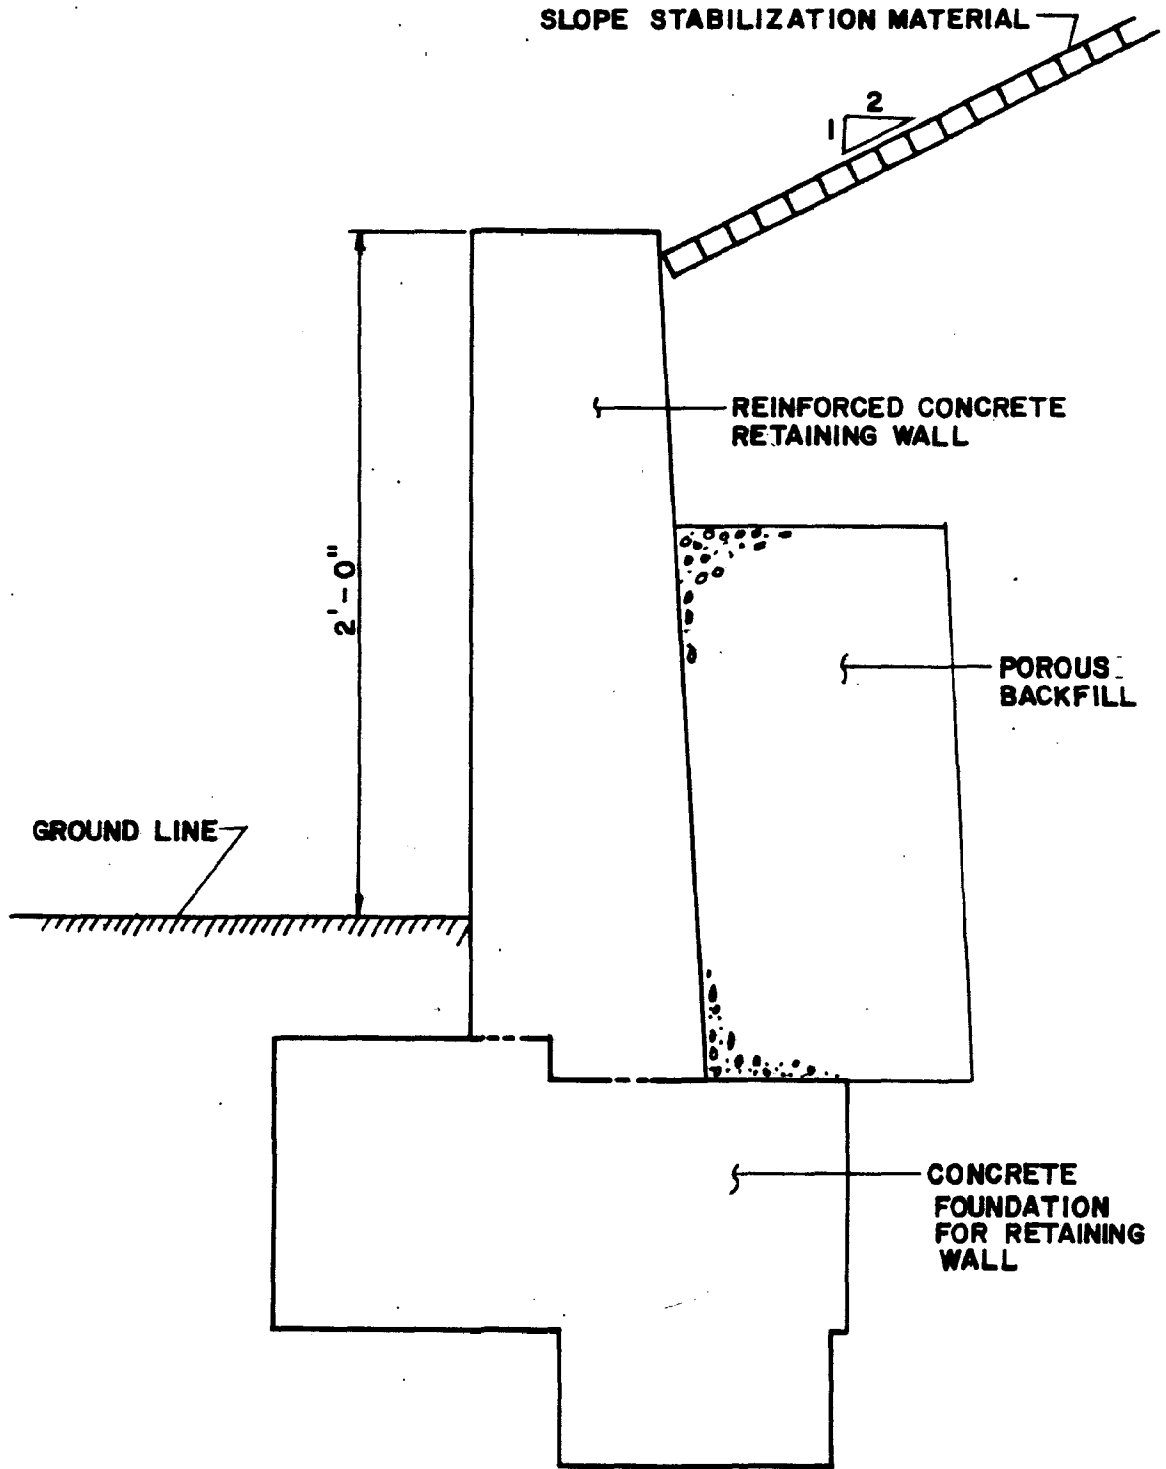 SLOPE STABILIZATION MATERIAL
2
1
REINFORCED CONCRETE
RETAINING WALL
2'-0"
POROUS
BACKFILL
GROUND LINE
CONCRETE
FOUNDATION
FOR RETAINING
WALL